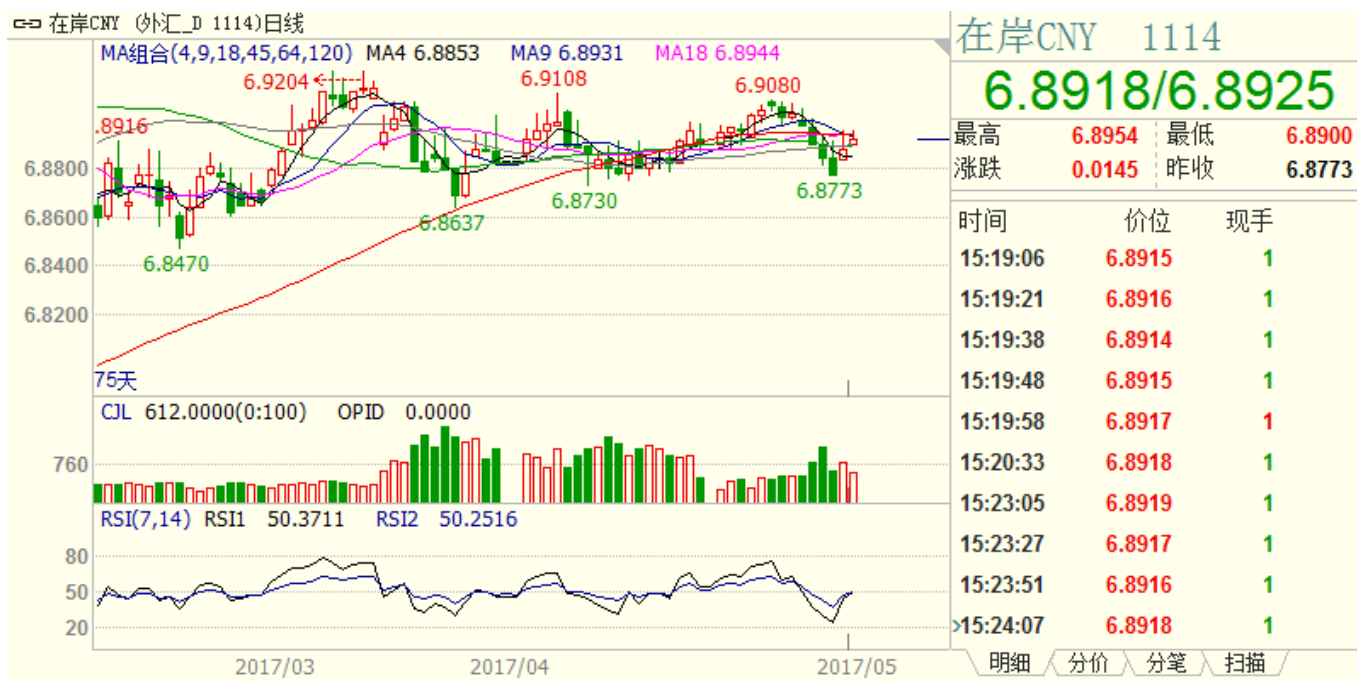 在岸CNY (外汇_D 1114)日线
MA组合(4,9,18,45,64,120) MA4 6.8853 MA9 6.8931 MA18 6.8944
6.9204
6.9108
6.9080
.8916
6.8800
6.8600
6.8400
6.8200
6.8773
6.8730
6.8637
6.8470
75天
CJL 612.0000(0:100) OPID 0.0000
760
RSI(7,14) RSI1 50.3711 RSI2 50.2516
80
50
20
2017/03 2017/04 2017/05
在岸CNY 1114
6.8918/6.8925
最高 6.8954 最低 6.8900
涨跌 0.0145 昨收 6.8773
时间 价位 现手
15:19:06 6.8915 1
15:19:21 6.8916 1
15:19:38 6.8914 1
15:19:48 6.8915 1
15:19:58 6.8917 1
15:20:33 6.8918 1
15:23:05 6.8919 1
15:23:27 6.8917 1
15:23:51 6.8916 1
>15:24:07 6.8918 1
明细 分价 分笔 扫描